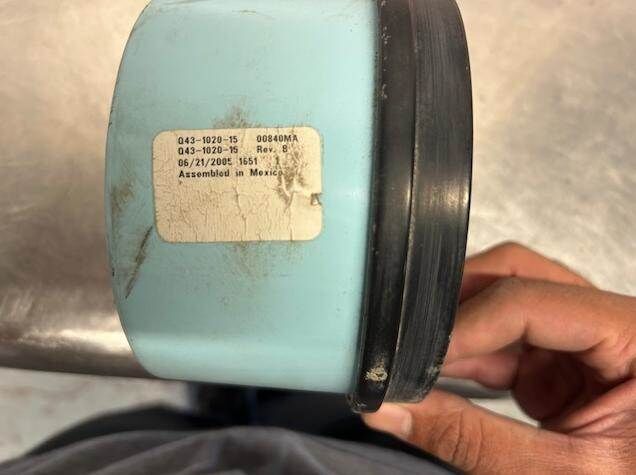 Q43-1020-15 00840MA
Q43-1020-15 Rev. B
06/21/2005 1651 1
Assembled in Mexico